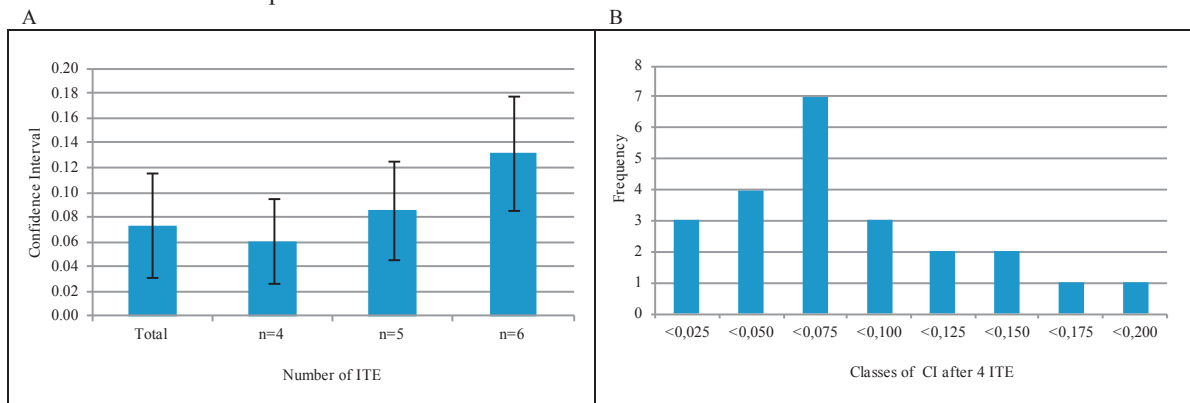 A
0.20
0.18
0.16
0.14
0.12
0.10
0.08
0.06
0.04
0.02
0.00
Confidence Interval
Total n=4 n=5 n=6
Number of ITE
B
8
7
6
5
4
3
2
1
0
Frequency
<0,025 <0,050 <0,075 <0,100 <0,125 <0,150 <0,175 <0,200
Classes of CI after 4 ITE